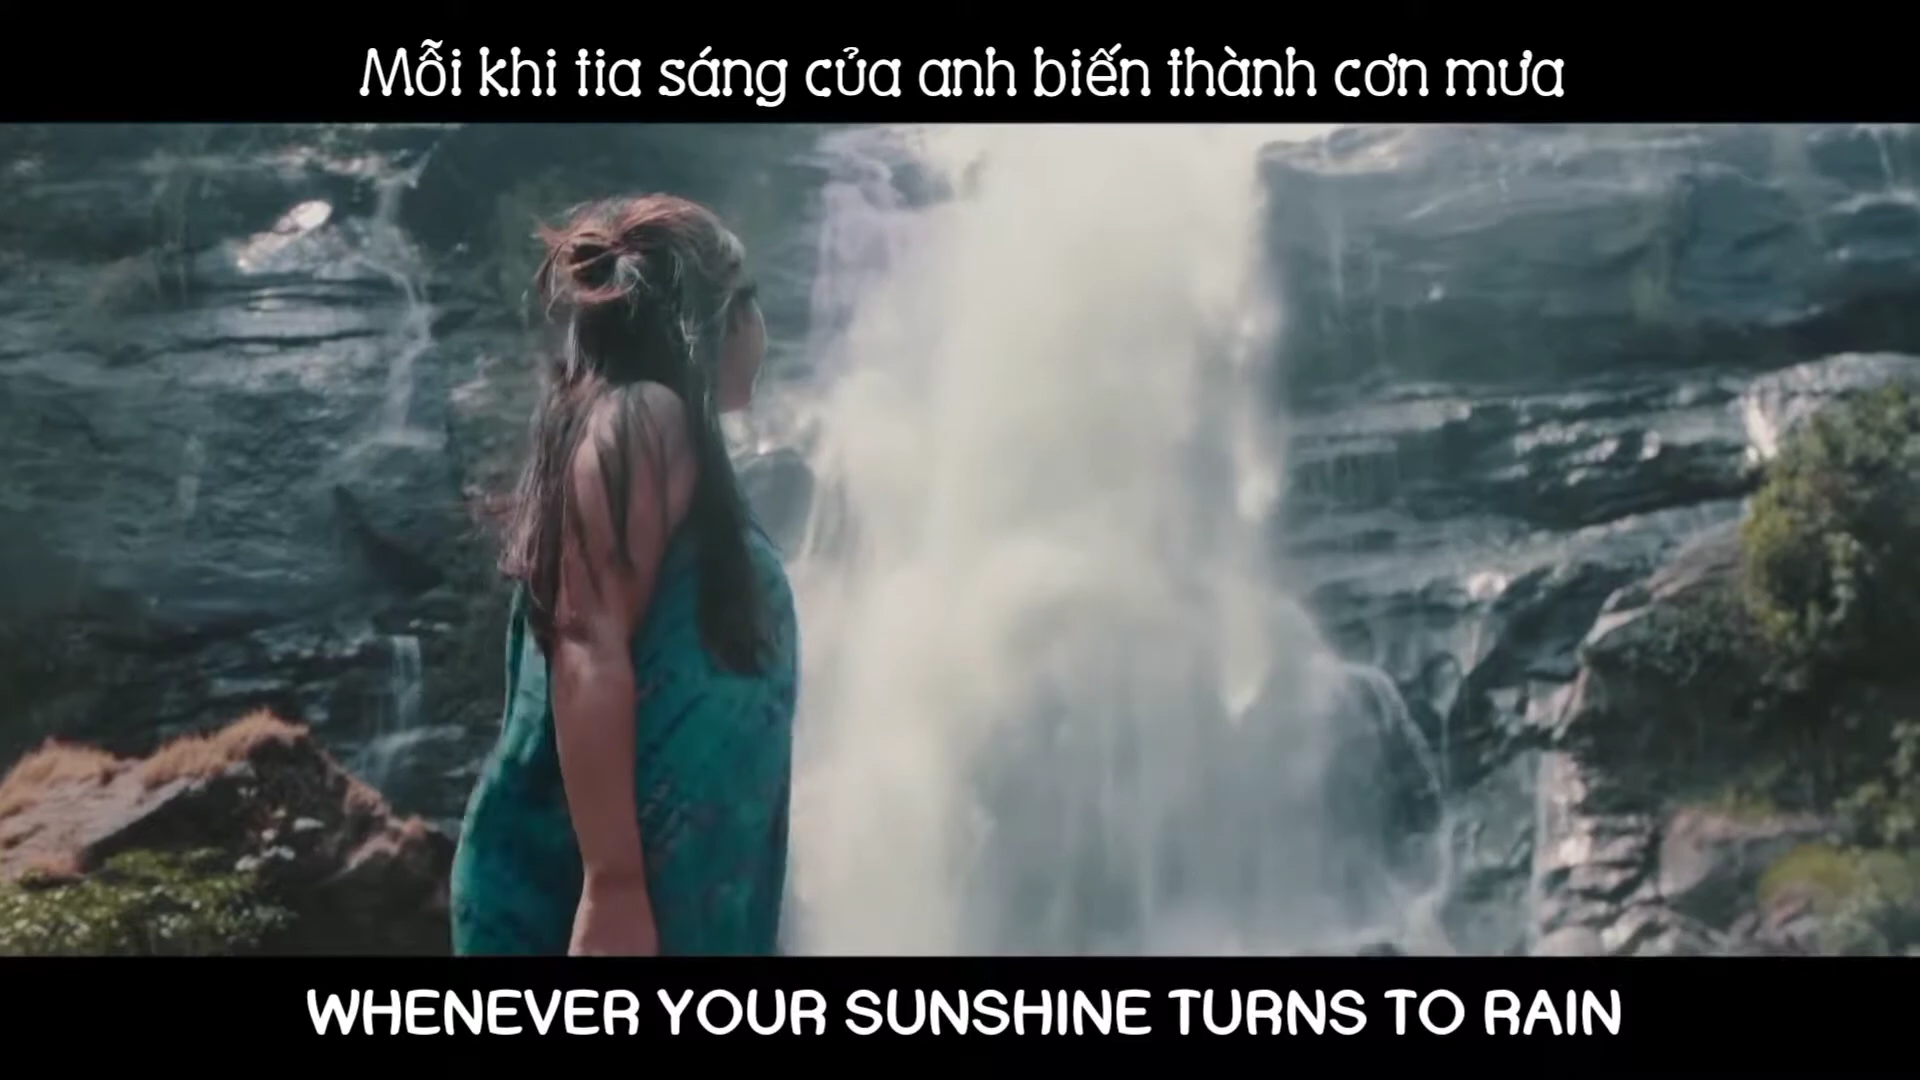 Mỗi khi tia sáng của anh biến thành cơn mưa
WHENEVER YOUR SUNSHINE TURNS TO RAIN